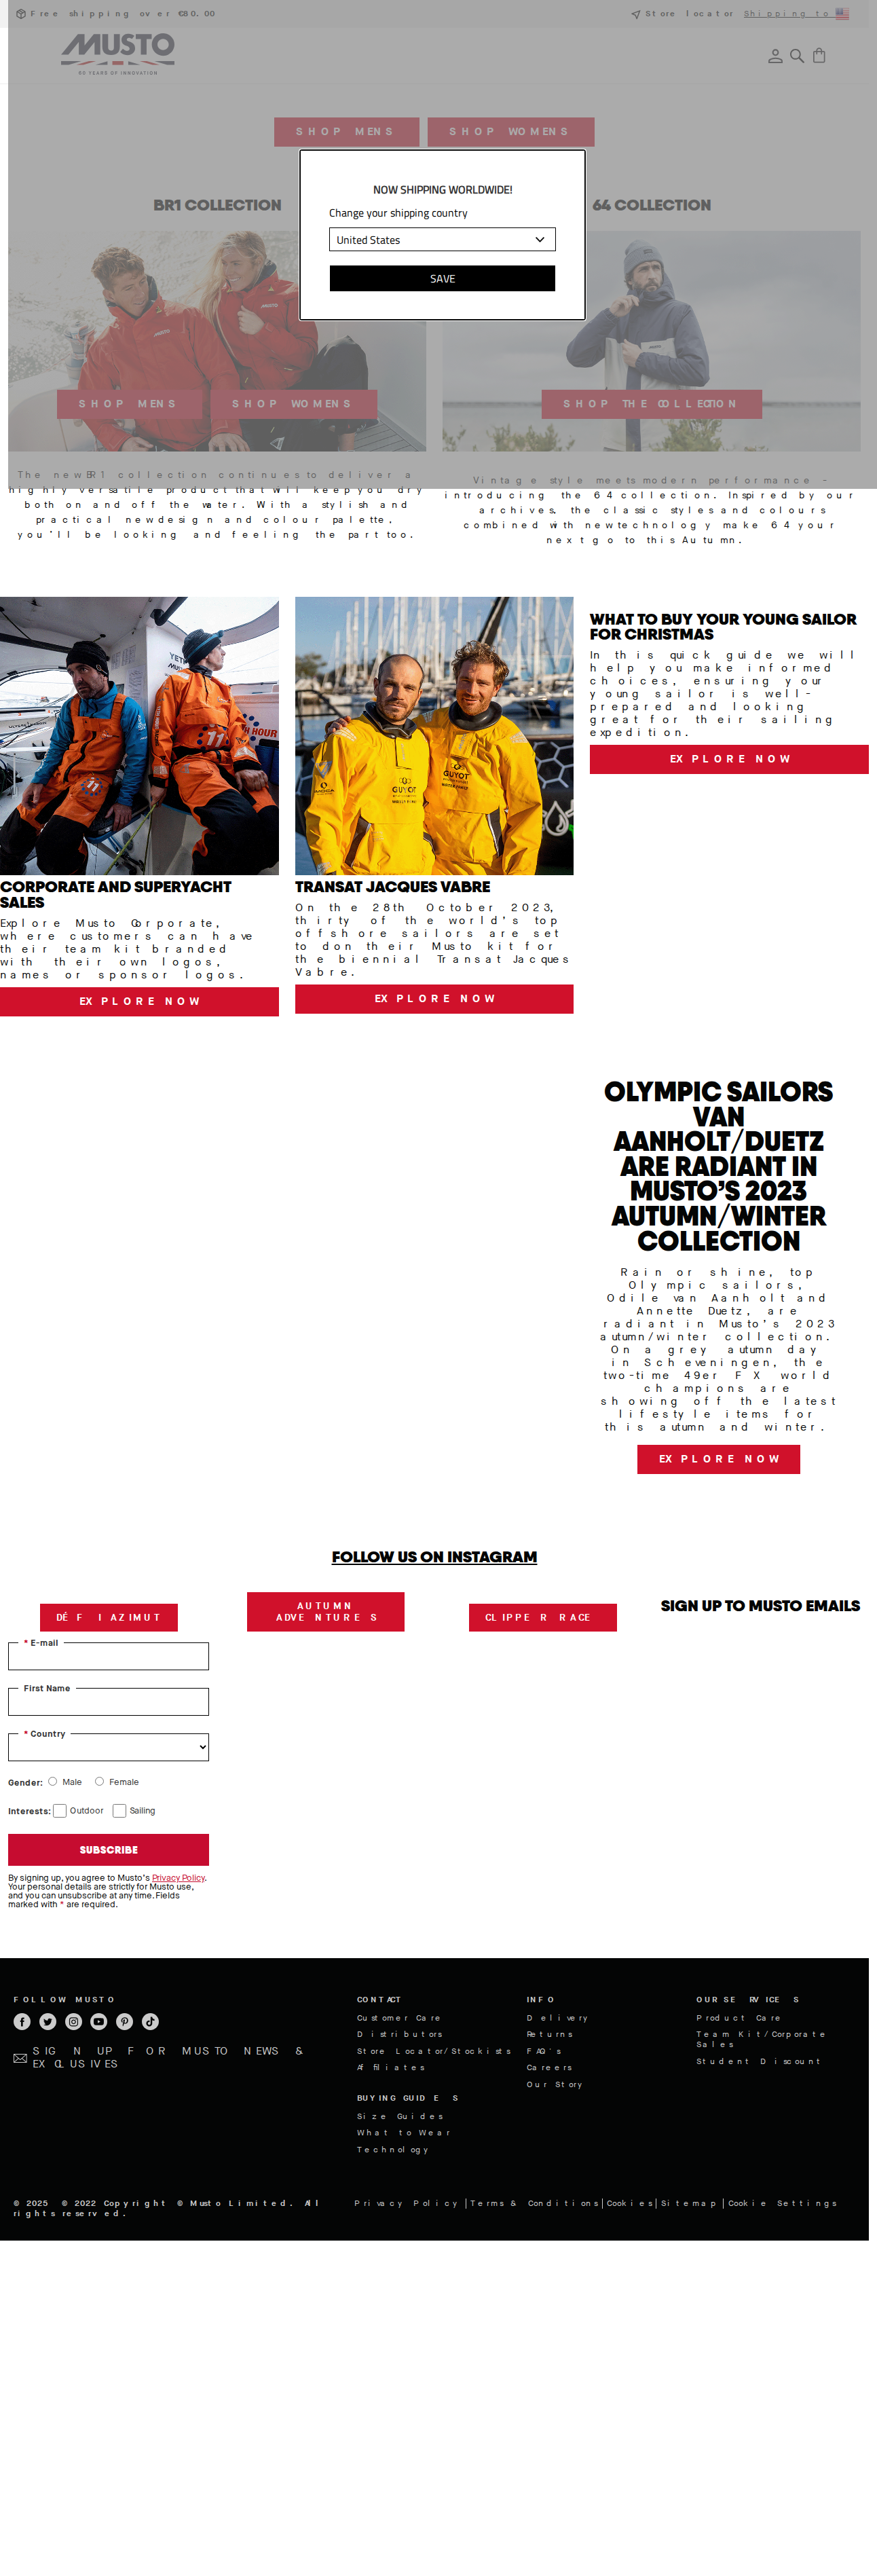 Free shipping over €80.00
Store locator Shipping to
MUSTO
60 YEARS OF INNOVATION
SHOP MENS SHOP WOMENS
NOW SHIPPING WORLDWIDE!
Change your shipping country
United States
SAVE
BR1 COLLECTION
SHOP MENS SHOP WOMENS
The new BR1 collection continues to deliver a
highly versatile product that will keep you dry
both on and off the water. With a stylish and
practical new design and colour palette,
you'll be looking and feeling the part too.
64 COLLECTION
SHOP THE COLLECTION
Vintage style meets modern performance -
introducing the 64 collection. Inspired by our
archives, the classic styles and colours
combined with new technology make 64 your
next go to this Autumn.
CORPORATE AND SUPERYACHT
SALES
Explore Musto Corporate,
where customers can have
their team kit branded
with their own logos,
names or sponsor logos.
EXPLORE NOW
GUYOT
GUYOT
TRANSAT JACQUES VABRE
On the 28th October 2023,
thirty of the world's top
offshore sailors are set
to don their Musto kit for
the biennial Transat Jacques
Vabre.
EXPLORE NOW
WHAT TO BUY YOUR YOUNG SAILOR
FOR CHRISTMAS
In this quick guide we will
help you make informed
choices, ensuring your
young sailor is well-
prepared and looking
great for their sailing
expedition.
EXPLORE NOW
OLYMPIC SAILORS
VAN
AANHOLT/DUETZ
ARE RADIANT IN
MUSTO’S 2023
AUTUMN/WINTER
COLLECTION
Rain or shine, top
Olympic sailors,
Odile van Aanholt and
Annette Duetz, are
radiant in Musto's 2023
autumn/winter collection.
On a grey autumn day
in Scheveningen, the
two-time 49er FX world
champions are
showing off the latest
lifestyle items for
this autumn and winter.
EXPLORE NOW
FOLLOW US ON INSTAGRAM
DÉFI AZIMUT
AUTUMN
ADVENTURES
CLIPPER RACE
SIGN UP TO MUSTO EMAILS
* E-mail
First Name
* Country
Gender: Male Female
Interests: Outdoor Sailing
SUBSCRIBE
By signing up, you agree to Musto's Privacy Policy.
Your personal details are strictly for Musto use,
and you can unsubscribe at any time. Fields
marked with * are required.
FOLLOW MUSTO
SIGN UP FOR MUSTO NEWS &
EXCLUSIVES
CONTACT
Customer Care
Distributors
Store Locator/Stockists
Affiliates
BUYING GUIDES
Size Guides
What to Wear
Technology
INFO
Delivery
Returns
FAQ's
Careers
Our Story
OUR SERVICES
Product Care
Team Kit/Corporate
Sales
Student Discount
© 2025 © 2022 Copyright © Musto Limited. All
rights reserved.
Privacy Policy Terms & Conditions Cookies Sitemap Cookie Settings